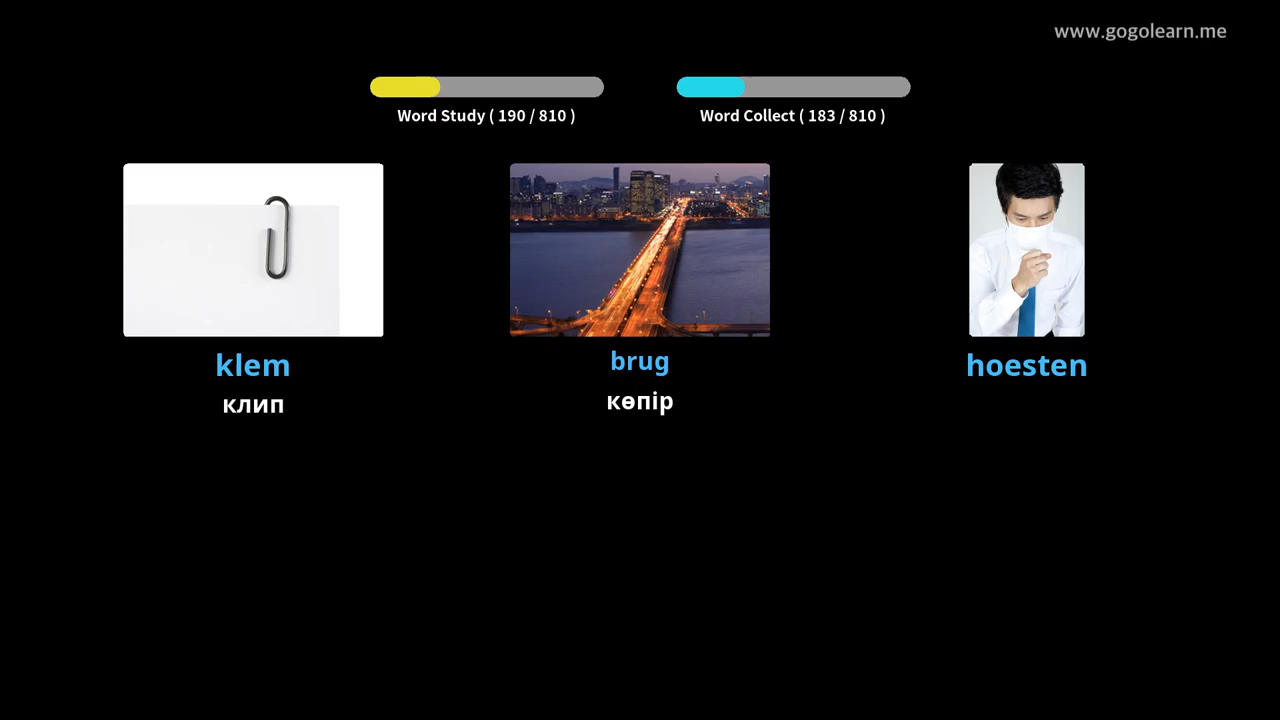 www.gogolearn.me
Word Study ( 190 / 810 )
Word Collect ( 183 / 810 )
klem
клип
brug
көпір
hoesten